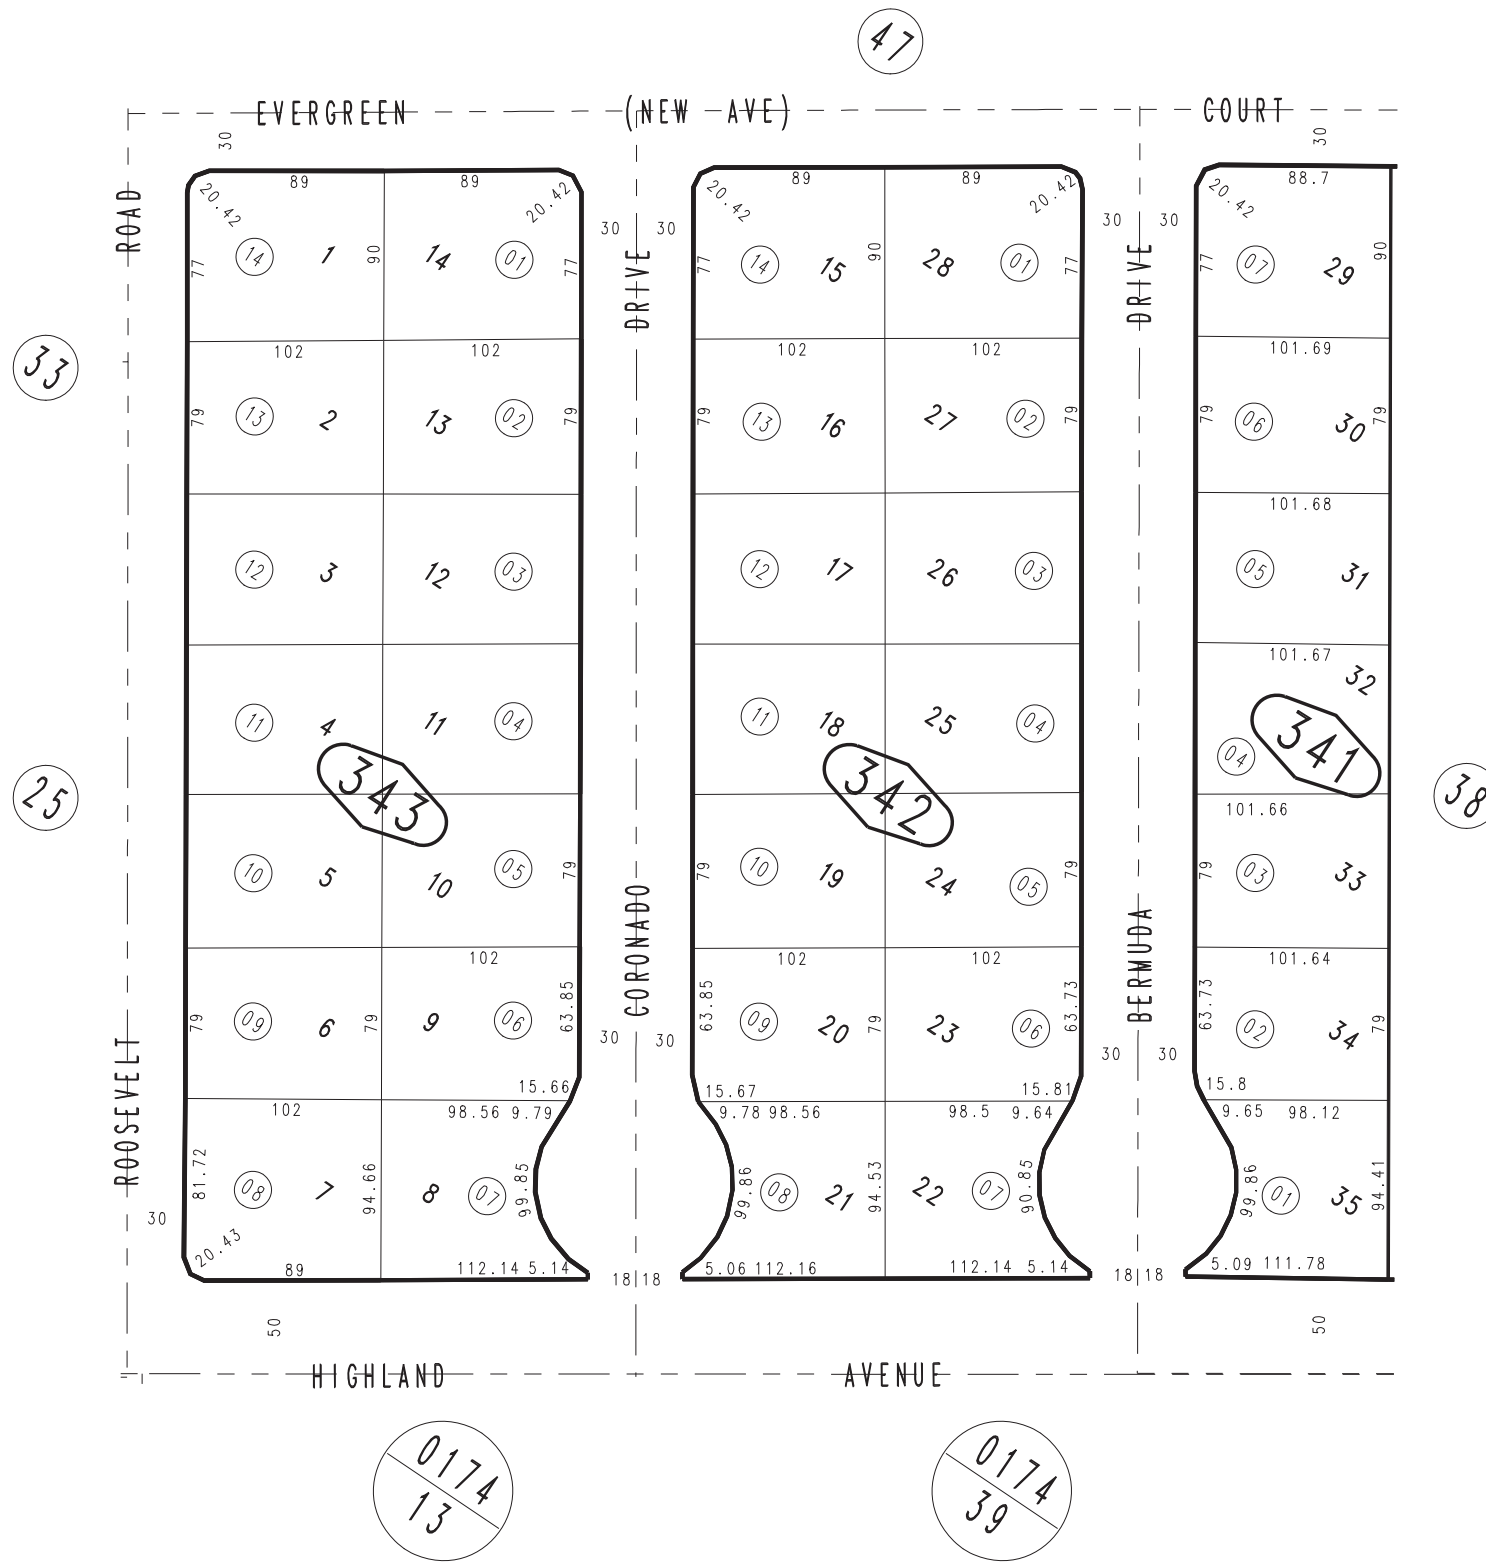 47
EVERGREEN (NEW AVE) COURT
30 30
ROAD
89 89 89 89 88.7
20.42 20.42 20.42 20.42 20.42
30 30 30 30
DRIVE DRIVE
77 14 1 90 14 01 77 77 14 15 90 28 01 77 77 07 29 90
33
102 102 102 102 101.69
79 13 2 13 02 79 79 13 16 27 02 79 79 06 30 79
101.68
12 3 12 03 12 17 26 03 05 31
101.67
32
11 4 11 04 11 18 25 04 04
343 342 341
25 38
101.66
10 5 10 05 79 79 10 19 24 05 79 79 03 33
CORONADO BERMUDA
102 102 102 101.64
79 09 6 79 9 06 63.85 63.85 09 20 79 23 06 63.73 63.73 02 34 79
30 30 30 30
ROOSEVELT
15.66 15.67 15.81 15.8
102 98.56 9.79 9.78 98.56 98.5 9.64 9.65 98.12
81.72 08 7 94.66 8 07 99.85 99.86 08 21 94.53 22 07 90.85 99.86 01 35 94.41
30
20.43
89 112.14 5.14 18 18 5.06 112.16 112.14 5.14 18 18 5.09 111.78
50 50
HIGHLAND AVENUE
0174 0174
13 39